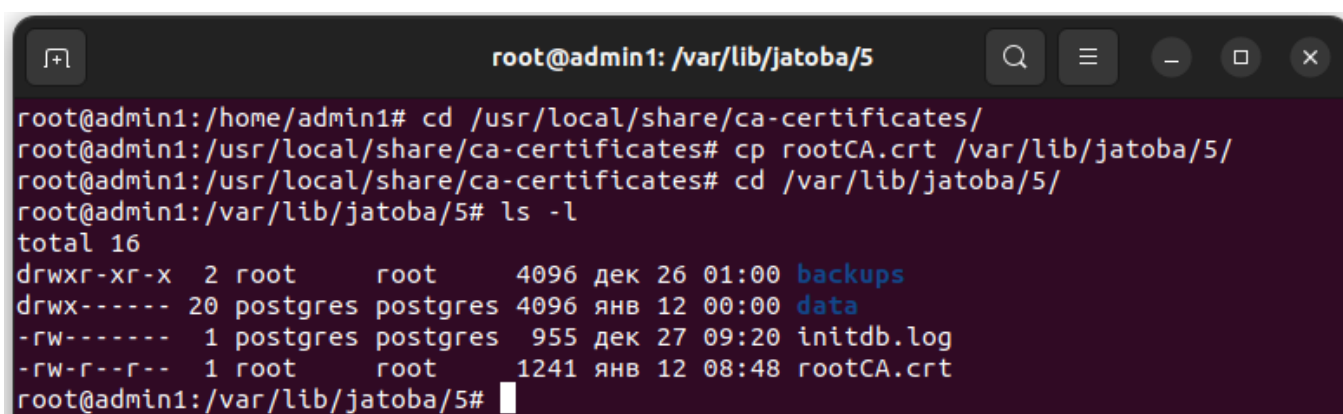 root@admin1: /var/lib/jatoba/5
root@admin1:/home/admin1# cd /usr/local/share/ca-certificates/
root@admin1:/usr/local/share/ca-certificates# cp rootCA.crt /var/lib/jatoba/5/
root@admin1:/usr/local/share/ca-certificates# cd /var/lib/jatoba/5/
root@admin1:/var/lib/jatoba/5# ls -l
total 16
drwxr-xr-x  2 root     root     4096 дек 26 01:00 backups
drwx------ 20 postgres postgres 4096 янв 12 00:00 data
-rw-------  1 postgres postgres  955 дек 27 09:20 initdb.log
-rw-r--r--  1 root     root     1241 янв 12 08:48 rootCA.crt
root@admin1:/var/lib/jatoba/5#